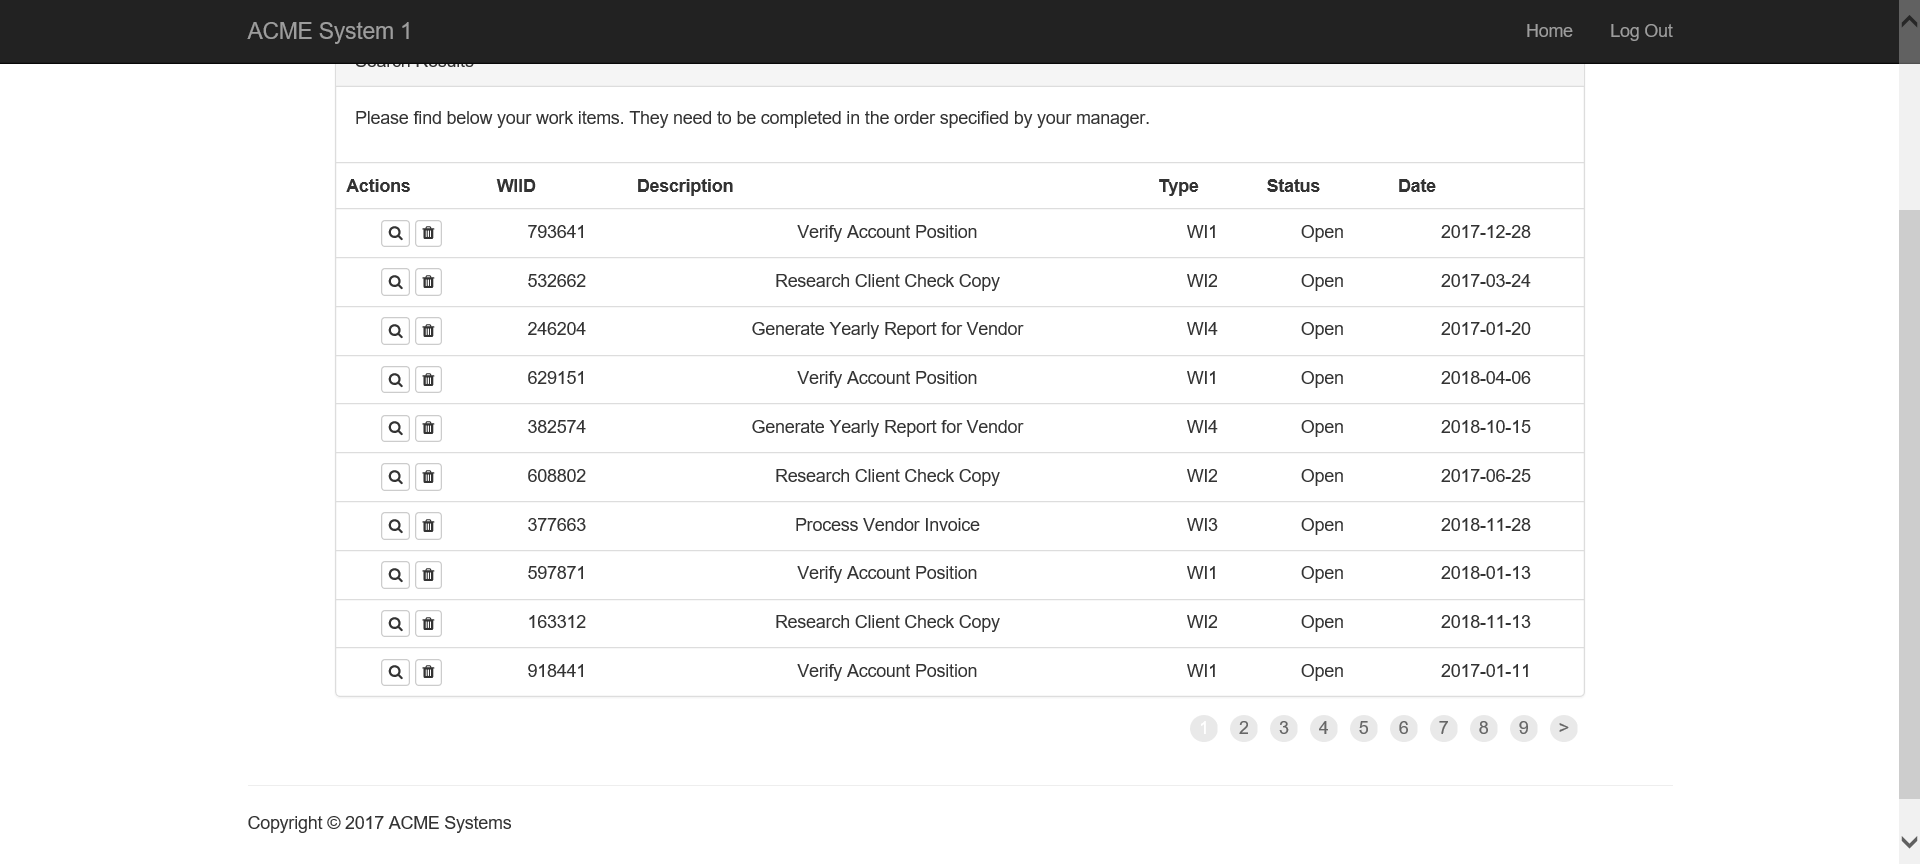 ACME System 1 Home Log Out
Search Results
Please find below your work items. They need to be completed in the order specified by your manager.
Actions WIID Description Type Status Date
793641 Verify Account Position WI1 Open 2017-12-28
532662 Research Client Check Copy WI2 Open 2017-03-24
246204 Generate Yearly Report for Vendor WI4 Open 2017-01-20
629151 Verify Account Position WI1 Open 2018-04-06
382574 Generate Yearly Report for Vendor WI4 Open 2018-10-15
608802 Research Client Check Copy WI2 Open 2017-06-25
377663 Process Vendor Invoice WI3 Open 2018-11-28
597871 Verify Account Position WI1 Open 2018-01-13
163312 Research Client Check Copy WI2 Open 2018-11-13
918441 Verify Account Position WI1 Open 2017-01-11
1 2 3 4 5 6 7 8 9 >
Copyright © 2017 ACME Systems